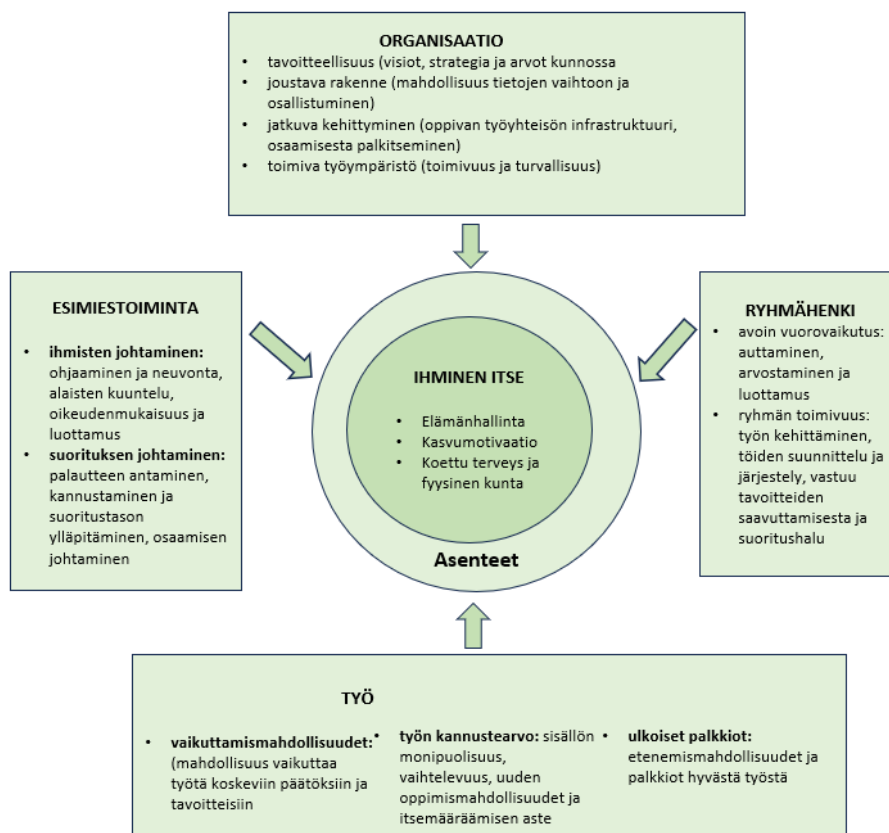 ORGANISAATIO
• tavoitteellisuus (visiot, strategia ja arvot kunnossa
• joustava rakenne (mahdollisuus tietojen vaihtoon ja
osallistuminen)
• jatkuva kehittyminen (oppivan työyhteisön infrastruktuuri,
osaamisesta palkitseminen)
• toimiva työympäristö (toimivuus ja turvallisuus)
ESIMIESTOIMINTA
• ihmisten johtaminen:
ohjaaminen ja neuvonta,
alaisten kuuntelu,
oikeudenmukaisuus ja
luottamus
• suorituksen johtaminen:
palautteen antaminen,
kannustaminen ja
suoritustason
ylläpitäminen, osaamisen
johtaminen
IHMINEN ITSE
• Elämänhallinta
• Kasvumotivaatio
• Koettu terveys ja
fyysinen kunta
Asenteet
RYHMÄHENKI
• avoin vuorovaikutus:
auttaminen,
arvostaminen ja
luottamus
• ryhmän toimivuus:
työn kehittäminen,
töiden suunnittelu ja
järjestely, vastuu
tavoitteiden
saavuttamisesta ja
suoritushalu
TYÖ
• vaikuttamismahdollisuudet:
(mahdollisuus vaikuttaa
työtä koskeviin päätöksiin ja
tavoitteisiin
• työn kannustearvo: sisällön
monipuolisuus,
vaihtelevuus, uuden
oppimismahdollisuudet ja
itsemääräämisen aste
• ulkoiset palkkiot:
etenemismahdollisuudet ja
palkkiot hyvästä työstä